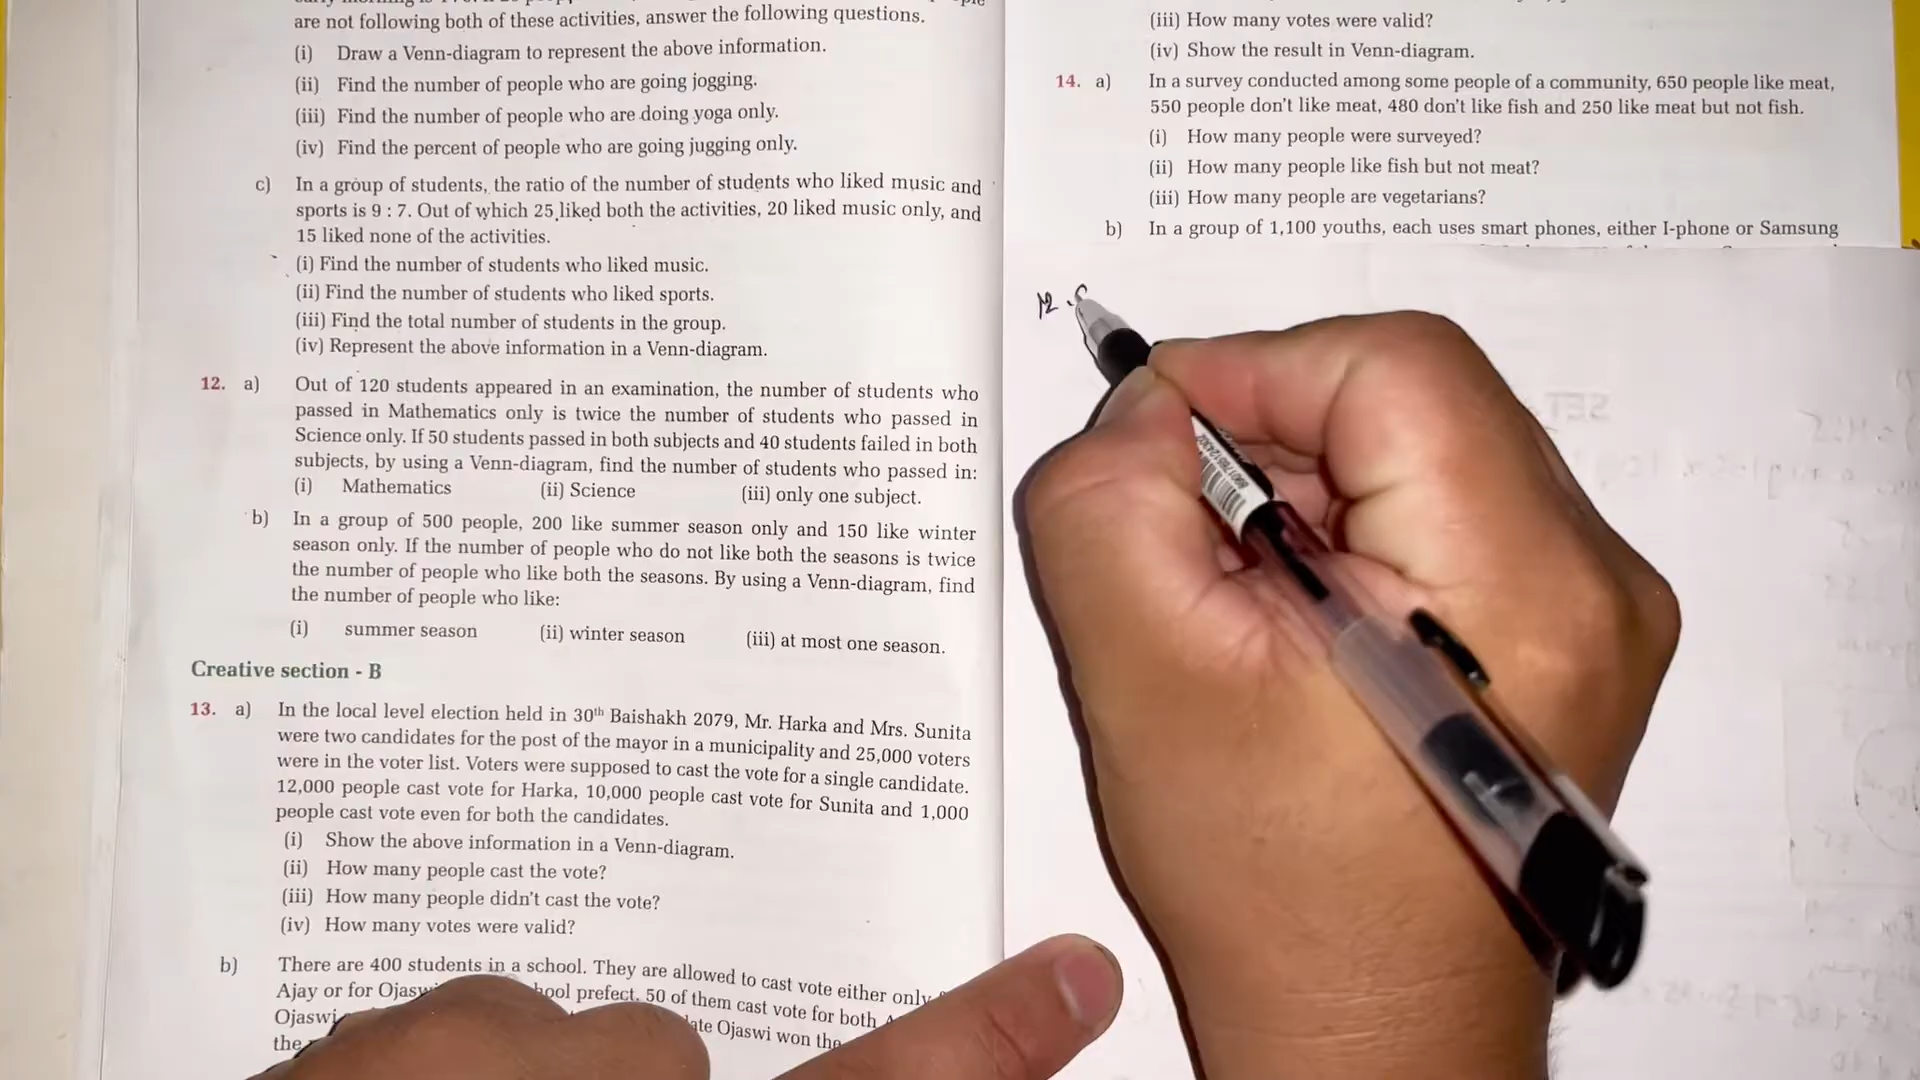 are not following both of these activities, answer the following questions.
(i) Draw a Venn-diagram to represent the above information.
(ii) Find the number of people who are going jogging.
(iii) Find the number of people who are doing yoga only.
(iv) Find the percent of people who are going jugging only.
c) In a group of students, the ratio of the number of students who liked music and
sports is 9 : 7. Out of which 25 liked both the activities, 20 liked music only, and
15 liked none of the activities.
(i) Find the number of students who liked music.
(ii) Find the number of students who liked sports.
(iii) Find the total number of students in the group.
(iv) Represent the above information in a Venn-diagram.
12. a) Out of 120 students appeared in an examination, the number of students who
passed in Mathematics only is twice the number of students who passed in
Science only. If 50 students passed in both subjects and 40 students failed in both
subjects, by using a Venn-diagram, find the number of students who passed in:
(i) Mathematics (ii) Science (iii) only one subject.
b) In a group of 500 people, 200 like summer season only and 150 like winter
season only. If the number of people who do not like both the seasons is twice
the number of people who like both the seasons. By using a Venn-diagram, find
the number of people who like:
(i) summer season (ii) winter season (iii) at most one season.
Creative section - B
13. a) In the local level election held in 30th Baishakh 2079, Mr. Harka and Mrs. Sunita
were two candidates for the post of the mayor in a municipality and 25,000 voters
were in the voter list. Voters were supposed to cast the vote for a single candidate.
12,000 people cast vote for Harka, 10,000 people cast vote for Sunita and 1,000
people cast vote even for both the candidates.
(i) Show the above information in a Venn-diagram.
(ii) How many people cast the vote?
(iii) How many people didn't cast the vote?
(iv) How many votes were valid?
b) There are 400 students in a school. They are allowed to cast vote either only
Ajay or for prefect. 50 of them cast vote for both
Ojaswi Ojaswi won the
the
(iii) How many votes were valid?
(iv) Show the result in Venn-diagram.
14. a) In a survey conducted among some people of a community, 650 people like meat,
550 people don't like meat, 480 don't like fish and 250 like meat but not fish.
(i) How many people were surveyed?
(ii) How many people like fish but not meat?
(iii) How many people are vegetarians?
b) In a group of 1,100 youths, each uses smart phones, either I-phone or Samsung
12.